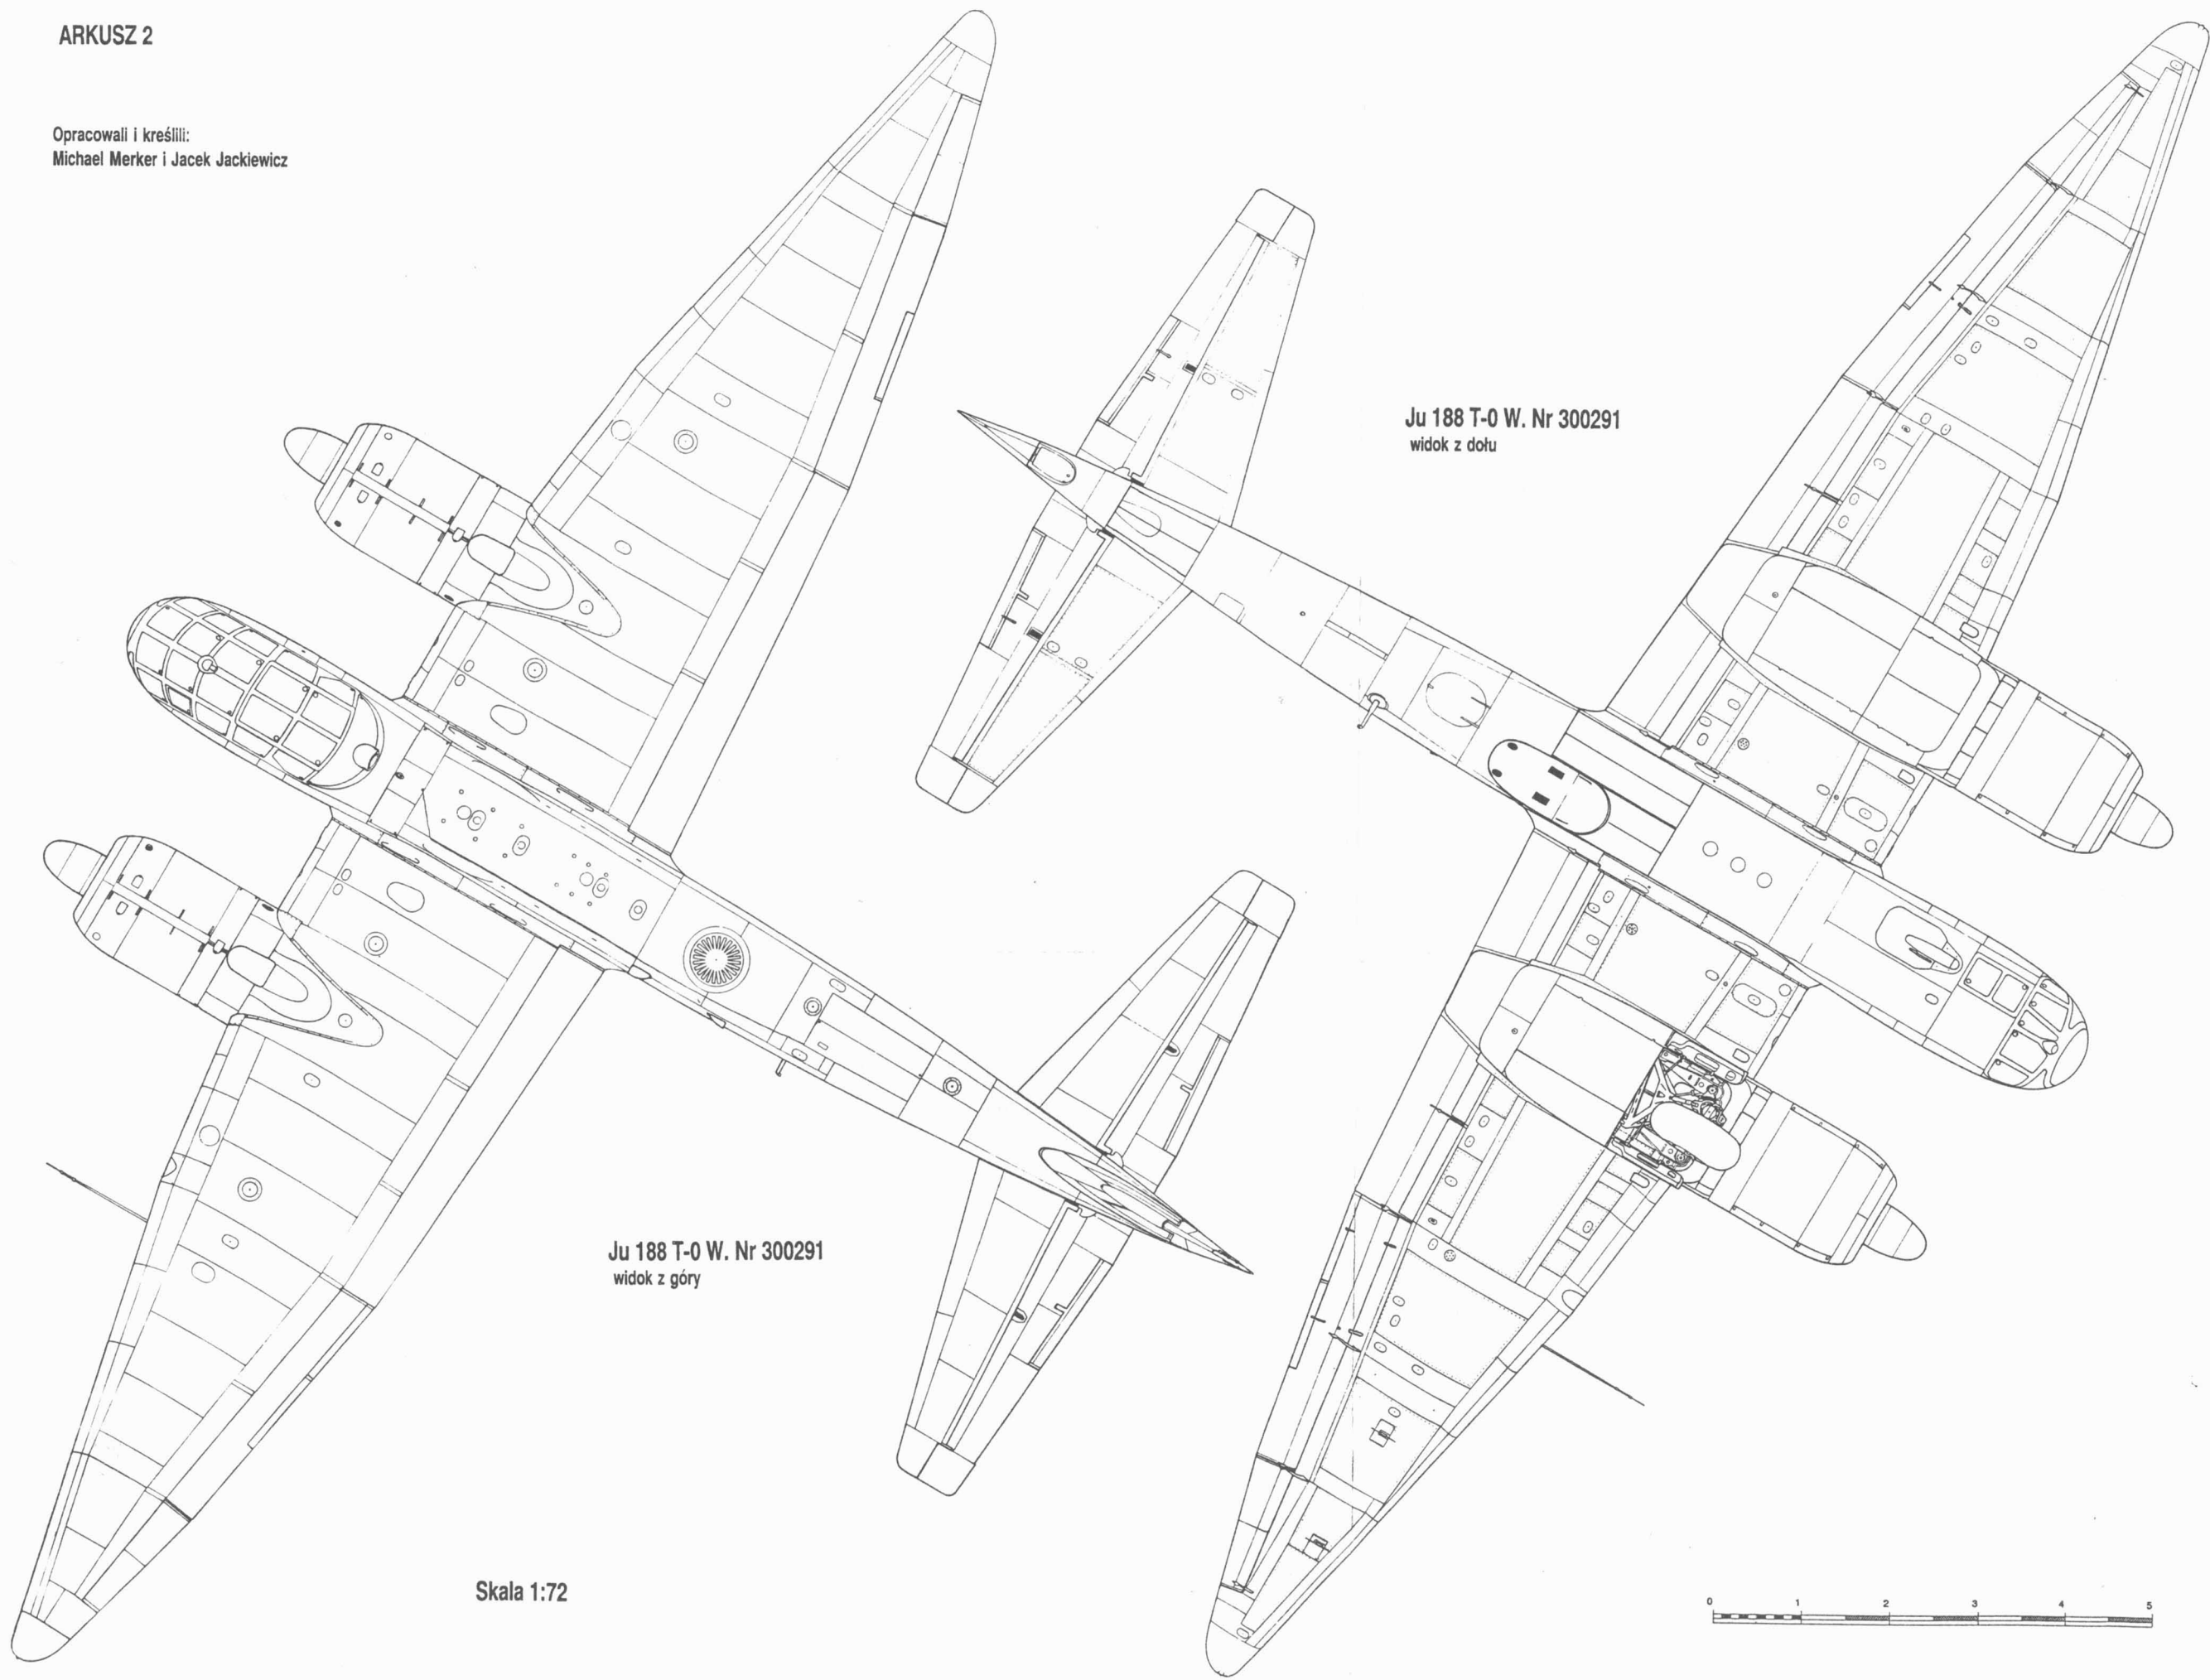 ARKUSZ 2
Opracowali i kreślili:
Michael Merker i Jacek Jackiewicz
Ju 188 T-0 W. Nr 300291
widok z dołu
Ju 188 T-0 W. Nr 300291
widok z góry
Skala 1:72
0 1 2 3 4 5